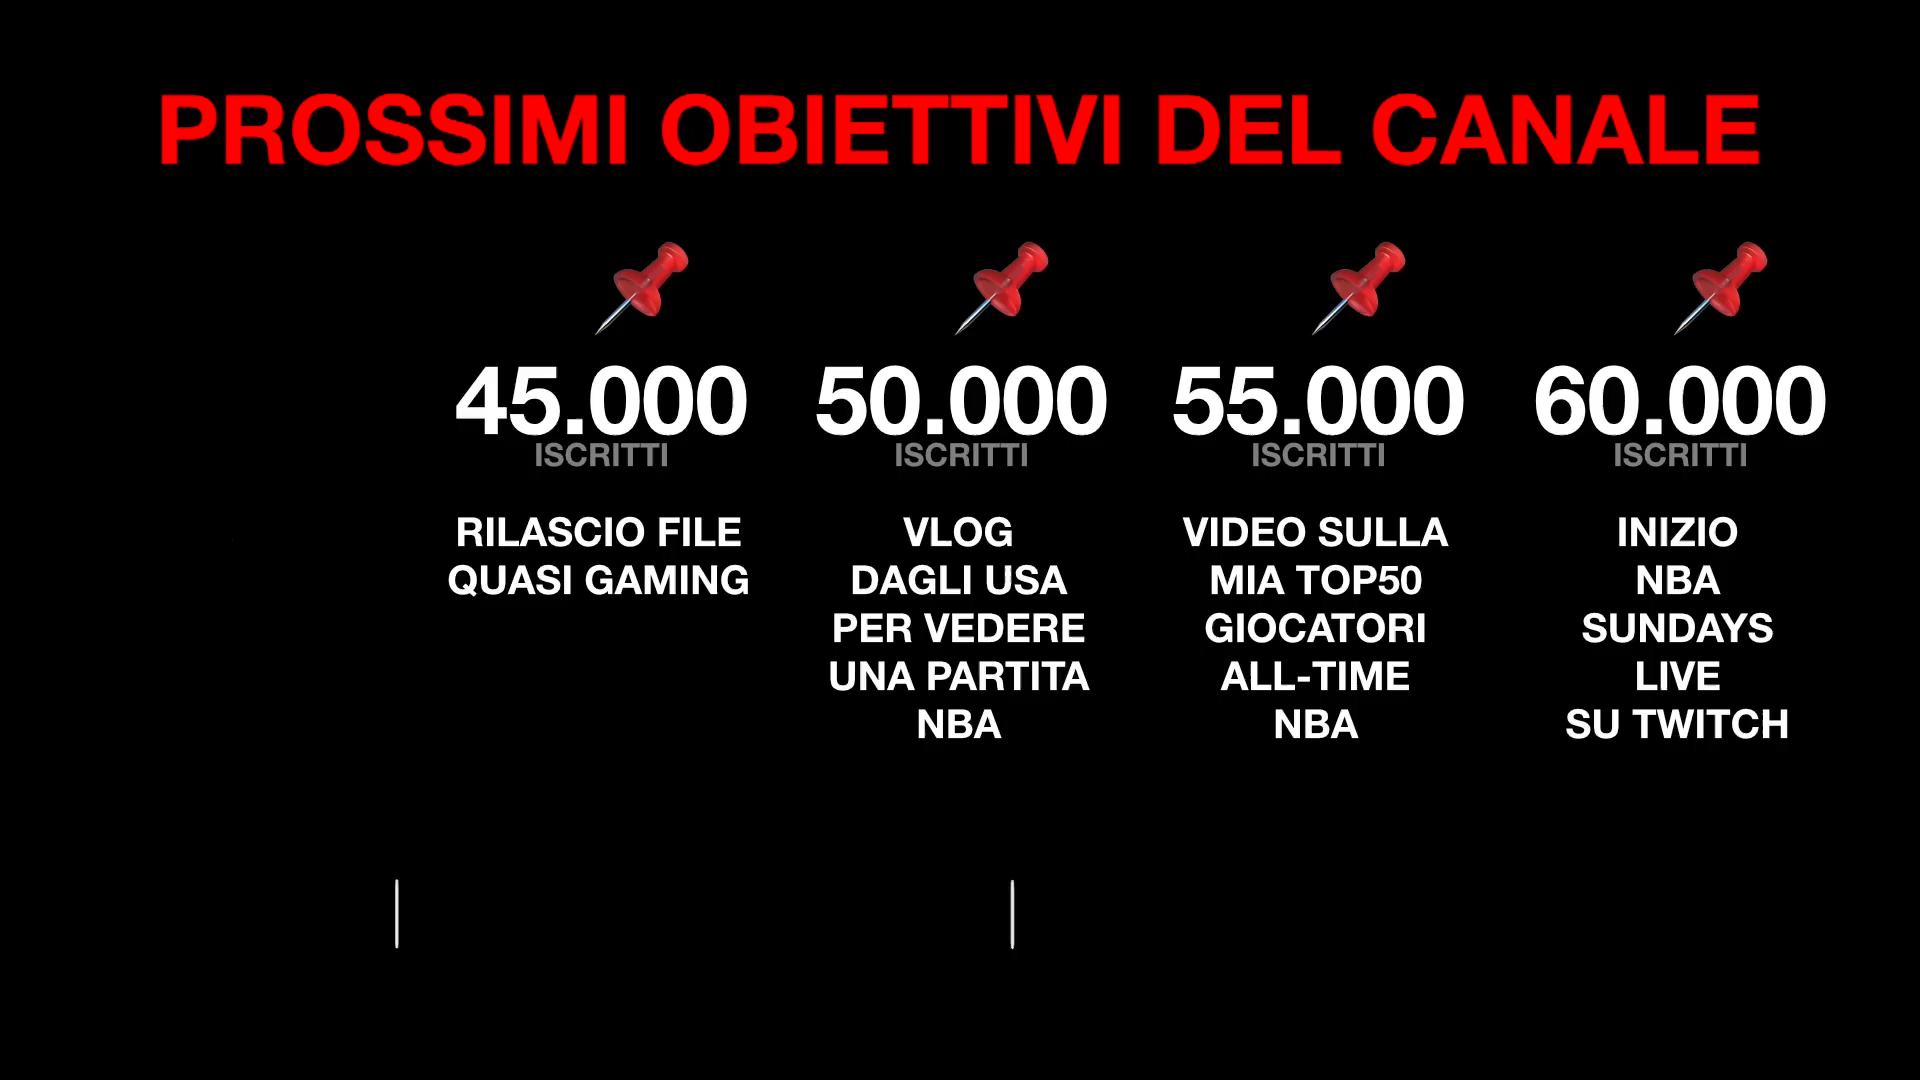 PROSSIMI OBIETTIVI DEL CANALE
45.000
ISCRITTI
RILASCIO FILE
QUASI GAMING
50.000
ISCRITTI
VLOG
DAGLI USA
PER VEDERE
UNA PARTITA
NBA
55.000
ISCRITTI
VIDEO SULLA
MIA TOP50
GIOCATORI
ALL-TIME
NBA
60.000
ISCRITTI
INIZIO
NBA
SUNDAYS
LIVE
SU TWITCH